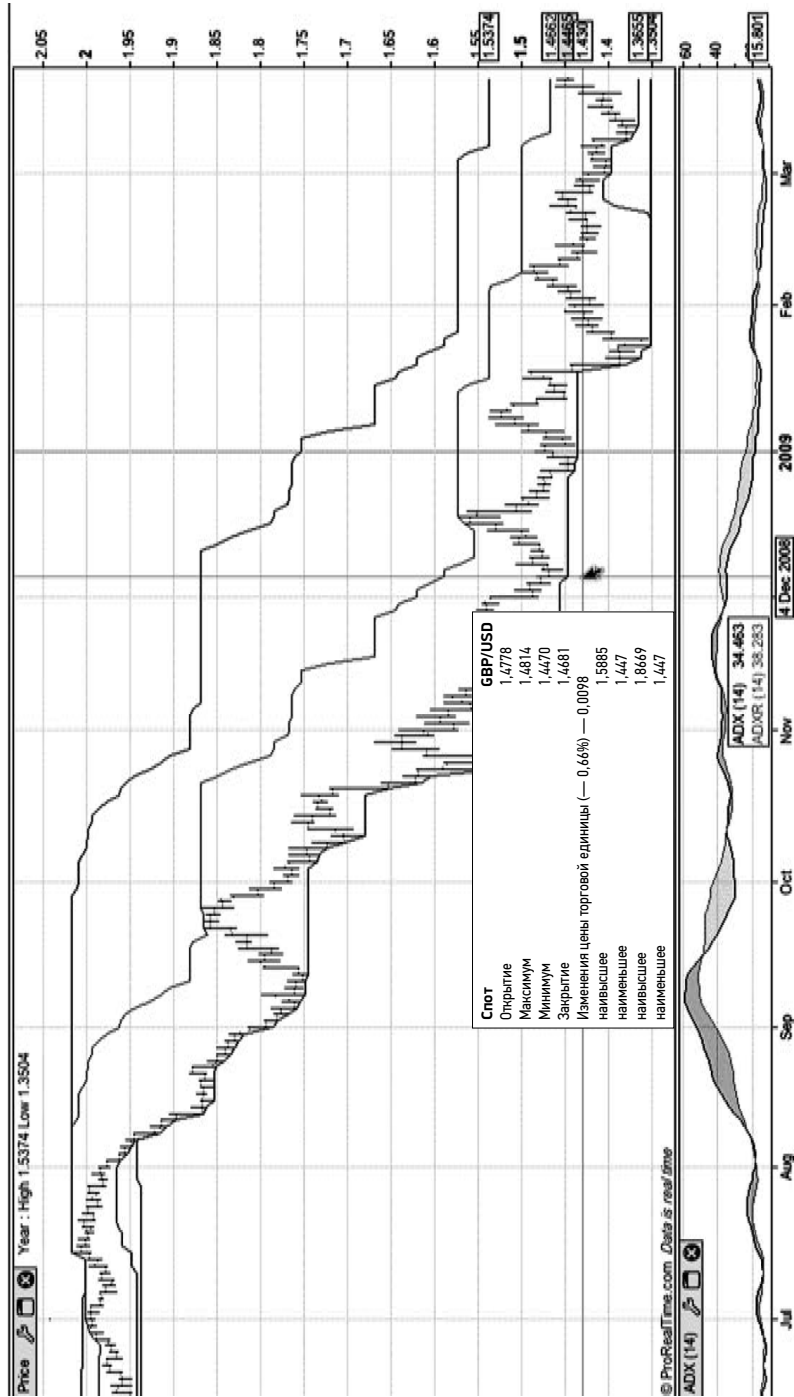 Price
Year : High 1.5374 Low 1.3504
2.05
2
1.95
1.9
1.85
1.8
1.75
1.7
1.65
1.6
1.55
1.5374
1.5
1.4662
1.4465
1.430
1.4
1.3655
1.3504
Спот GBP/USD
Открытие 1,4778
Максимум 1,4814
Минимум 1,4470
Закрытие 1,4681
Изменения цены торговой единицы (— 0,66%) — 0,0098
наивысшее 1,5885
наименьшее 1,447
наивысшее 1,8669
наименьшее 1,447
© ProRealTime.com Data is real time
ADX (14)
60
40
15.801
ADX (14) 34.463
ADXR (14) 38.283
Jul
Aug
Sep
Oct
Nov
4 Dec 2008
2009
Feb
Mar